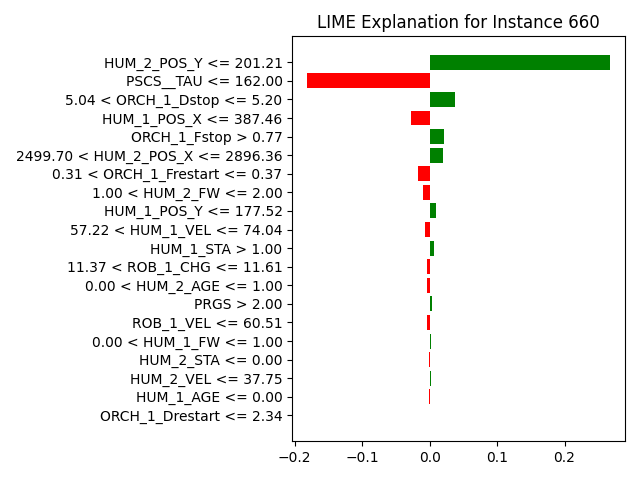 LIME Explanation for Instance 660
HUM_2_POS_Y <= 201.21
PSCS__TAU <= 162.00
5.04 < ORCH_1_Dstop <= 5.20
HUM_1_POS_X <= 387.46
ORCH_1_Fstop > 0.77
2499.70 < HUM_2_POS_X <= 2896.36
0.31 < ORCH_1_Frestart <= 0.37
1.00 < HUM_2_FW <= 2.00
HUM_1_POS_Y <= 177.52
57.22 < HUM_1_VEL <= 74.04
HUM_1_STA > 1.00
11.37 < ROB_1_CHG <= 11.61
0.00 < HUM_2_AGE <= 1.00
PRGS > 2.00
ROB_1_VEL <= 60.51
0.00 < HUM_1_FW <= 1.00
HUM_2_STA <= 0.00
HUM_2_VEL <= 37.75
HUM_1_AGE <= 0.00
ORCH_1_Drestart <= 2.34
−0.2 −0.1 0.0 0.1 0.2